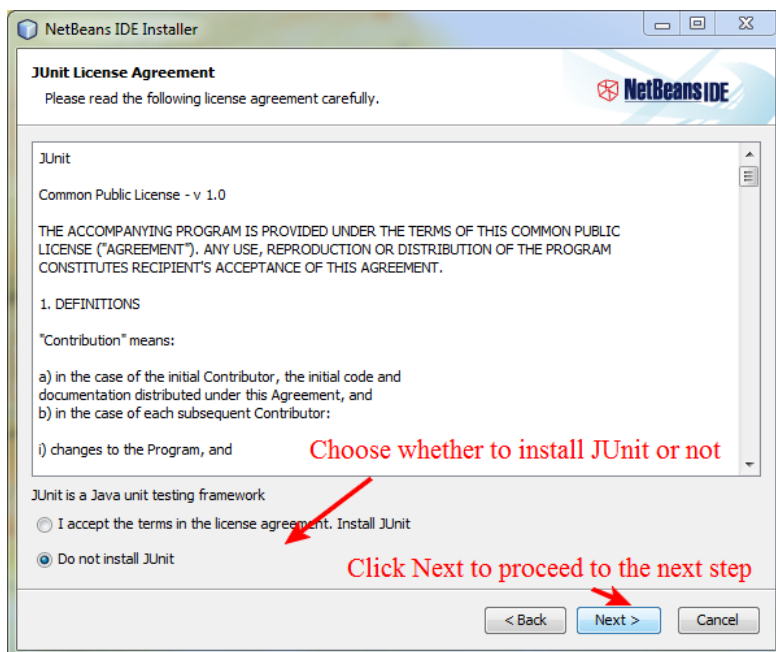 NetBeans IDE Installer
JUnit License Agreement
Please read the following license agreement carefully.
NetBeans IDE
JUnit
Common Public License - v 1.0
THE ACCOMPANYING PROGRAM IS PROVIDED UNDER THE TERMS OF THIS COMMON PUBLIC
LICENSE ("AGREEMENT"). ANY USE, REPRODUCTION OR DISTRIBUTION OF THE PROGRAM
CONSTITUTES RECIPIENT'S ACCEPTANCE OF THIS AGREEMENT.
1. DEFINITIONS
"Contribution" means:
a) in the case of the initial Contributor, the initial code and
documentation distributed under this Agreement, and
b) in the case of each subsequent Contributor:
i) changes to the Program, and
Choose whether to install JUnit or not
JUnit is a Java unit testing framework
I accept the terms in the license agreement. Install JUnit
Do not install JUnit
Click Next to proceed to the next step
< Back
Next >
Cancel